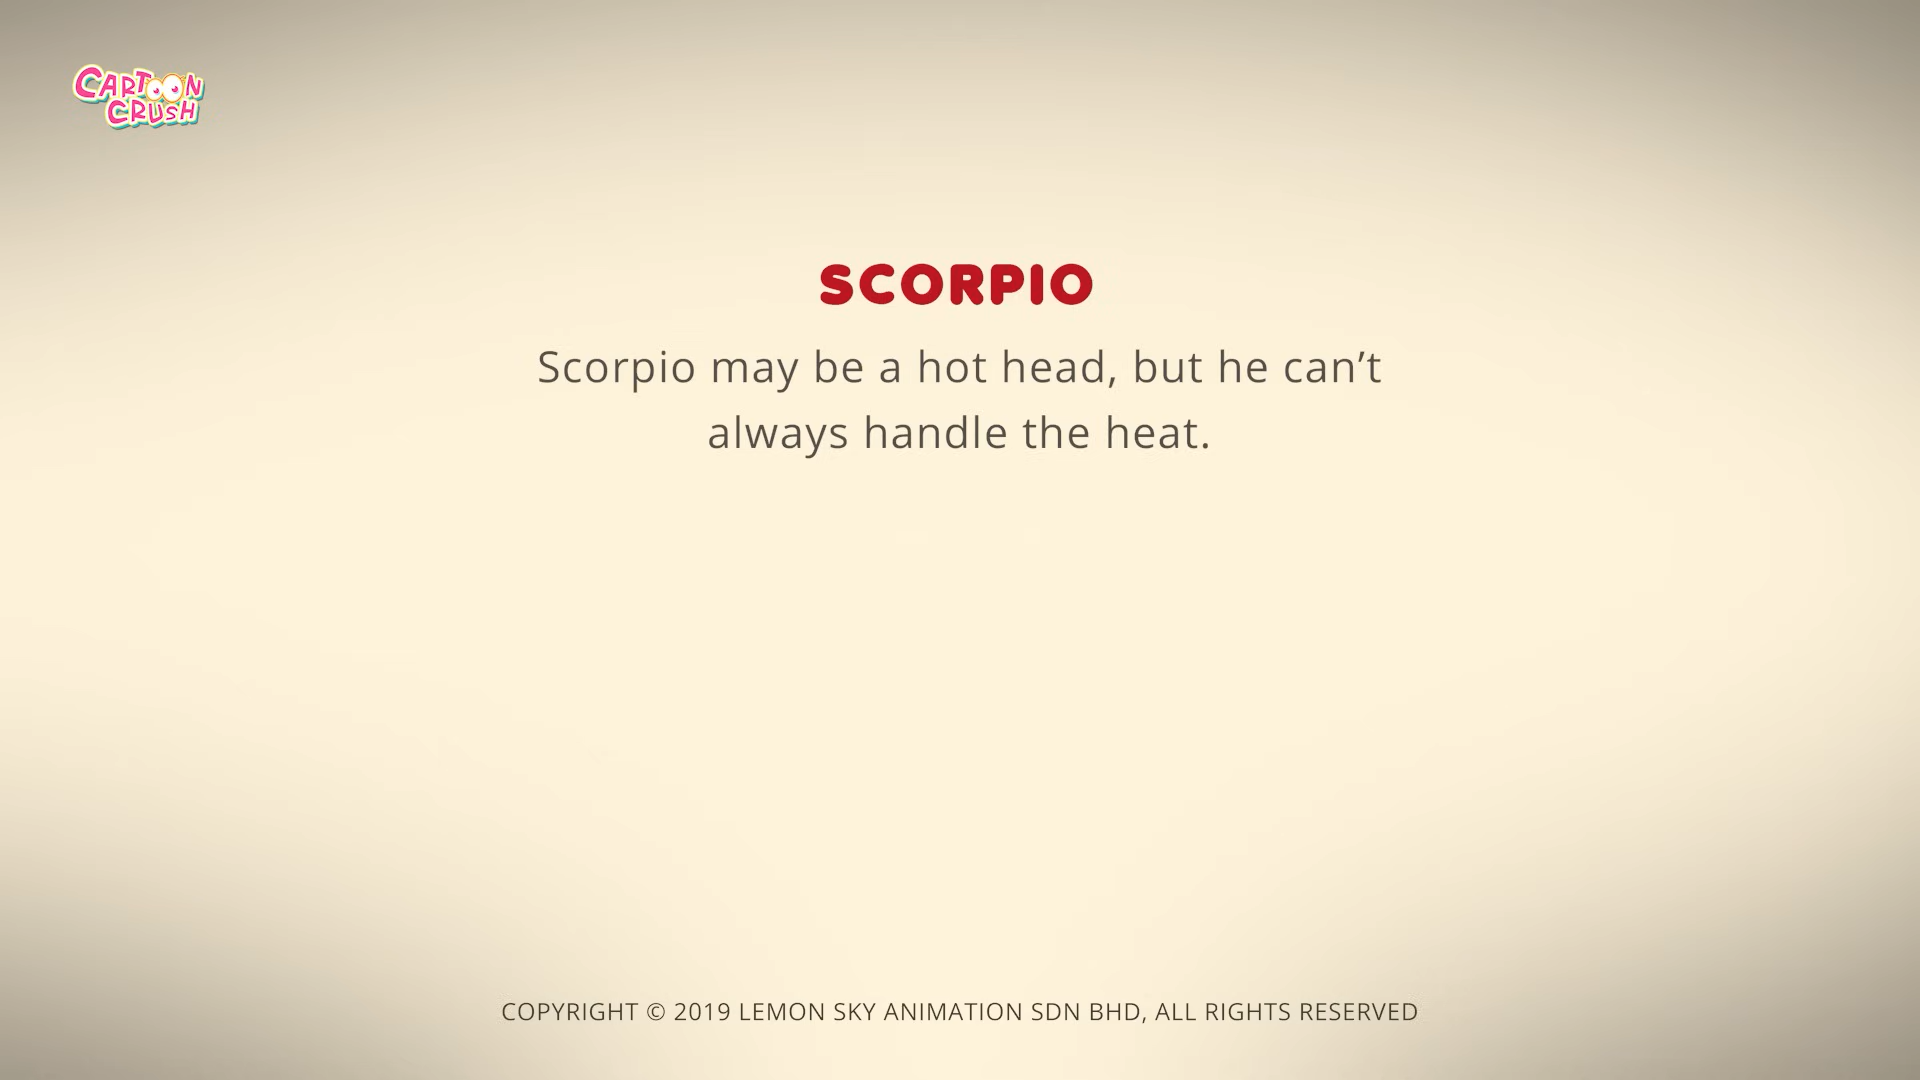 CARTOON
CRUSH
SCORPIO
Scorpio may be a hot head, but he can’t
always handle the heat.
COPYRIGHT © 2019 LEMON SKY ANIMATION SDN BHD, ALL RIGHTS RESERVED